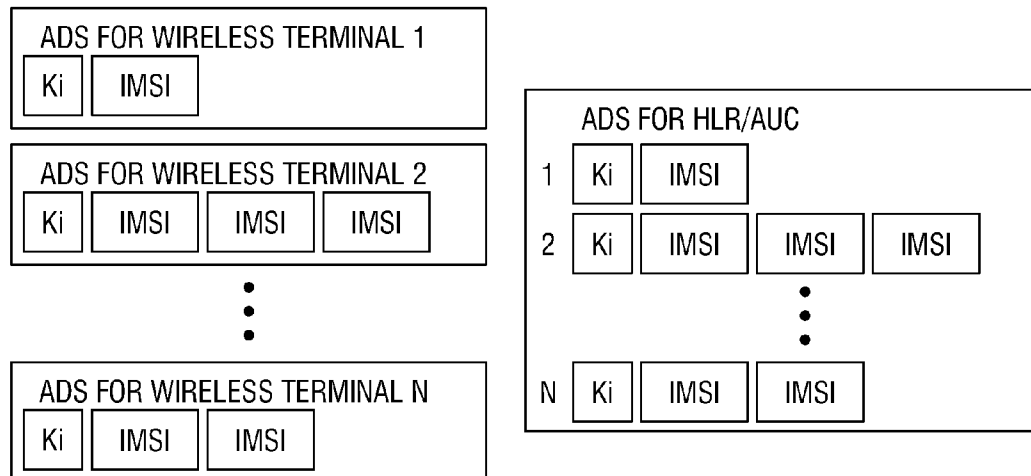 ADS FOR WIRELESS TERMINAL 1
Ki IMSI
ADS FOR WIRELESS TERMINAL 2
Ki IMSI IMSI IMSI
ADS FOR WIRELESS TERMINAL N
Ki IMSI IMSI
ADS FOR HLR/AUC
1 Ki IMSI
2 Ki IMSI IMSI IMSI
N Ki IMSI IMSI